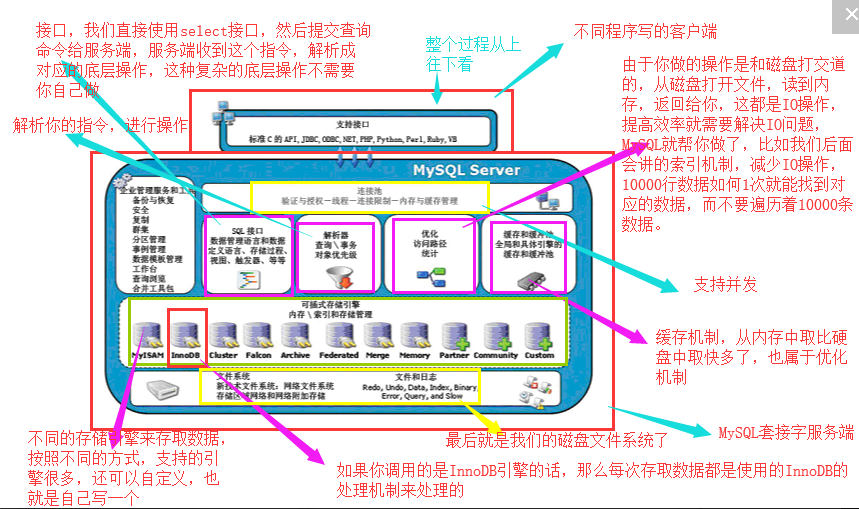 接口，我们直接使用select接口，然后提交查询
命令给服务端，服务端收到这个指令，解析成
对应的底层操作，这种复杂的底层操作不需要
你自己做
整个过程从上
往下看
不同程序写的客户端
解析你的指令，进行操作
由于你做的操作是和磁盘打交道
的，从磁盘打开文件，读到内
存，返回给你，这都是IO操作，
提高效率就需要解决IO问题，
MySQL就帮你做了，比如我们后面
会讲的索引机制，减少IO操作，
10000行数据如何1次就能找到对
应的数据，而不要遍历着10000条
数据。
支持接口
标准 C 的 API, JDBC, ODBC, NET, PHP, Python, Perl, Ruby, VB
MySQL Server
企业管理服务和工具
备份与恢复
安全
复制
群集
分区管理
事例管理
数据模板管理
工作台
查询浏览
合并工具包
连接池
验证与授权－线程－连接限制－内存与缓存管理
SQL 接口
数据管理语言和数据
定义语言、存储过程、
视图、触发器、等等
解析器
查询 \ 事务
对象优先级
优化
访问路径
统计
缓存和缓冲池
全局和具体引擎的
缓存和缓冲池
支持并发
可插式存储引擎
内存 \ 索引和存储管理
MyISAM InnoDB Cluster Falcon Archive Federated Merge Memory Partner Community Custom
缓存机制，从内存中取比硬
盘中取快多了，也属于优化
机制
文件系统
新技术文件系统：网络文件系统
存储区域网络和网络附加存储
文件和日志
Redo, Undo, Data, Index, Binary,
Error, Query, and Slow
MySQL套接字服务端
最后就是我们的磁盘文件系统了
不同的存储引擎来存取数据，
按照不同的方式，支持的引
擎很多，还可以自定义，也
就是自己写一个
如果你调用的是InnoDB引擎的话，那么每次存取数据都是使用的InnoDB的
处理机制来处理的